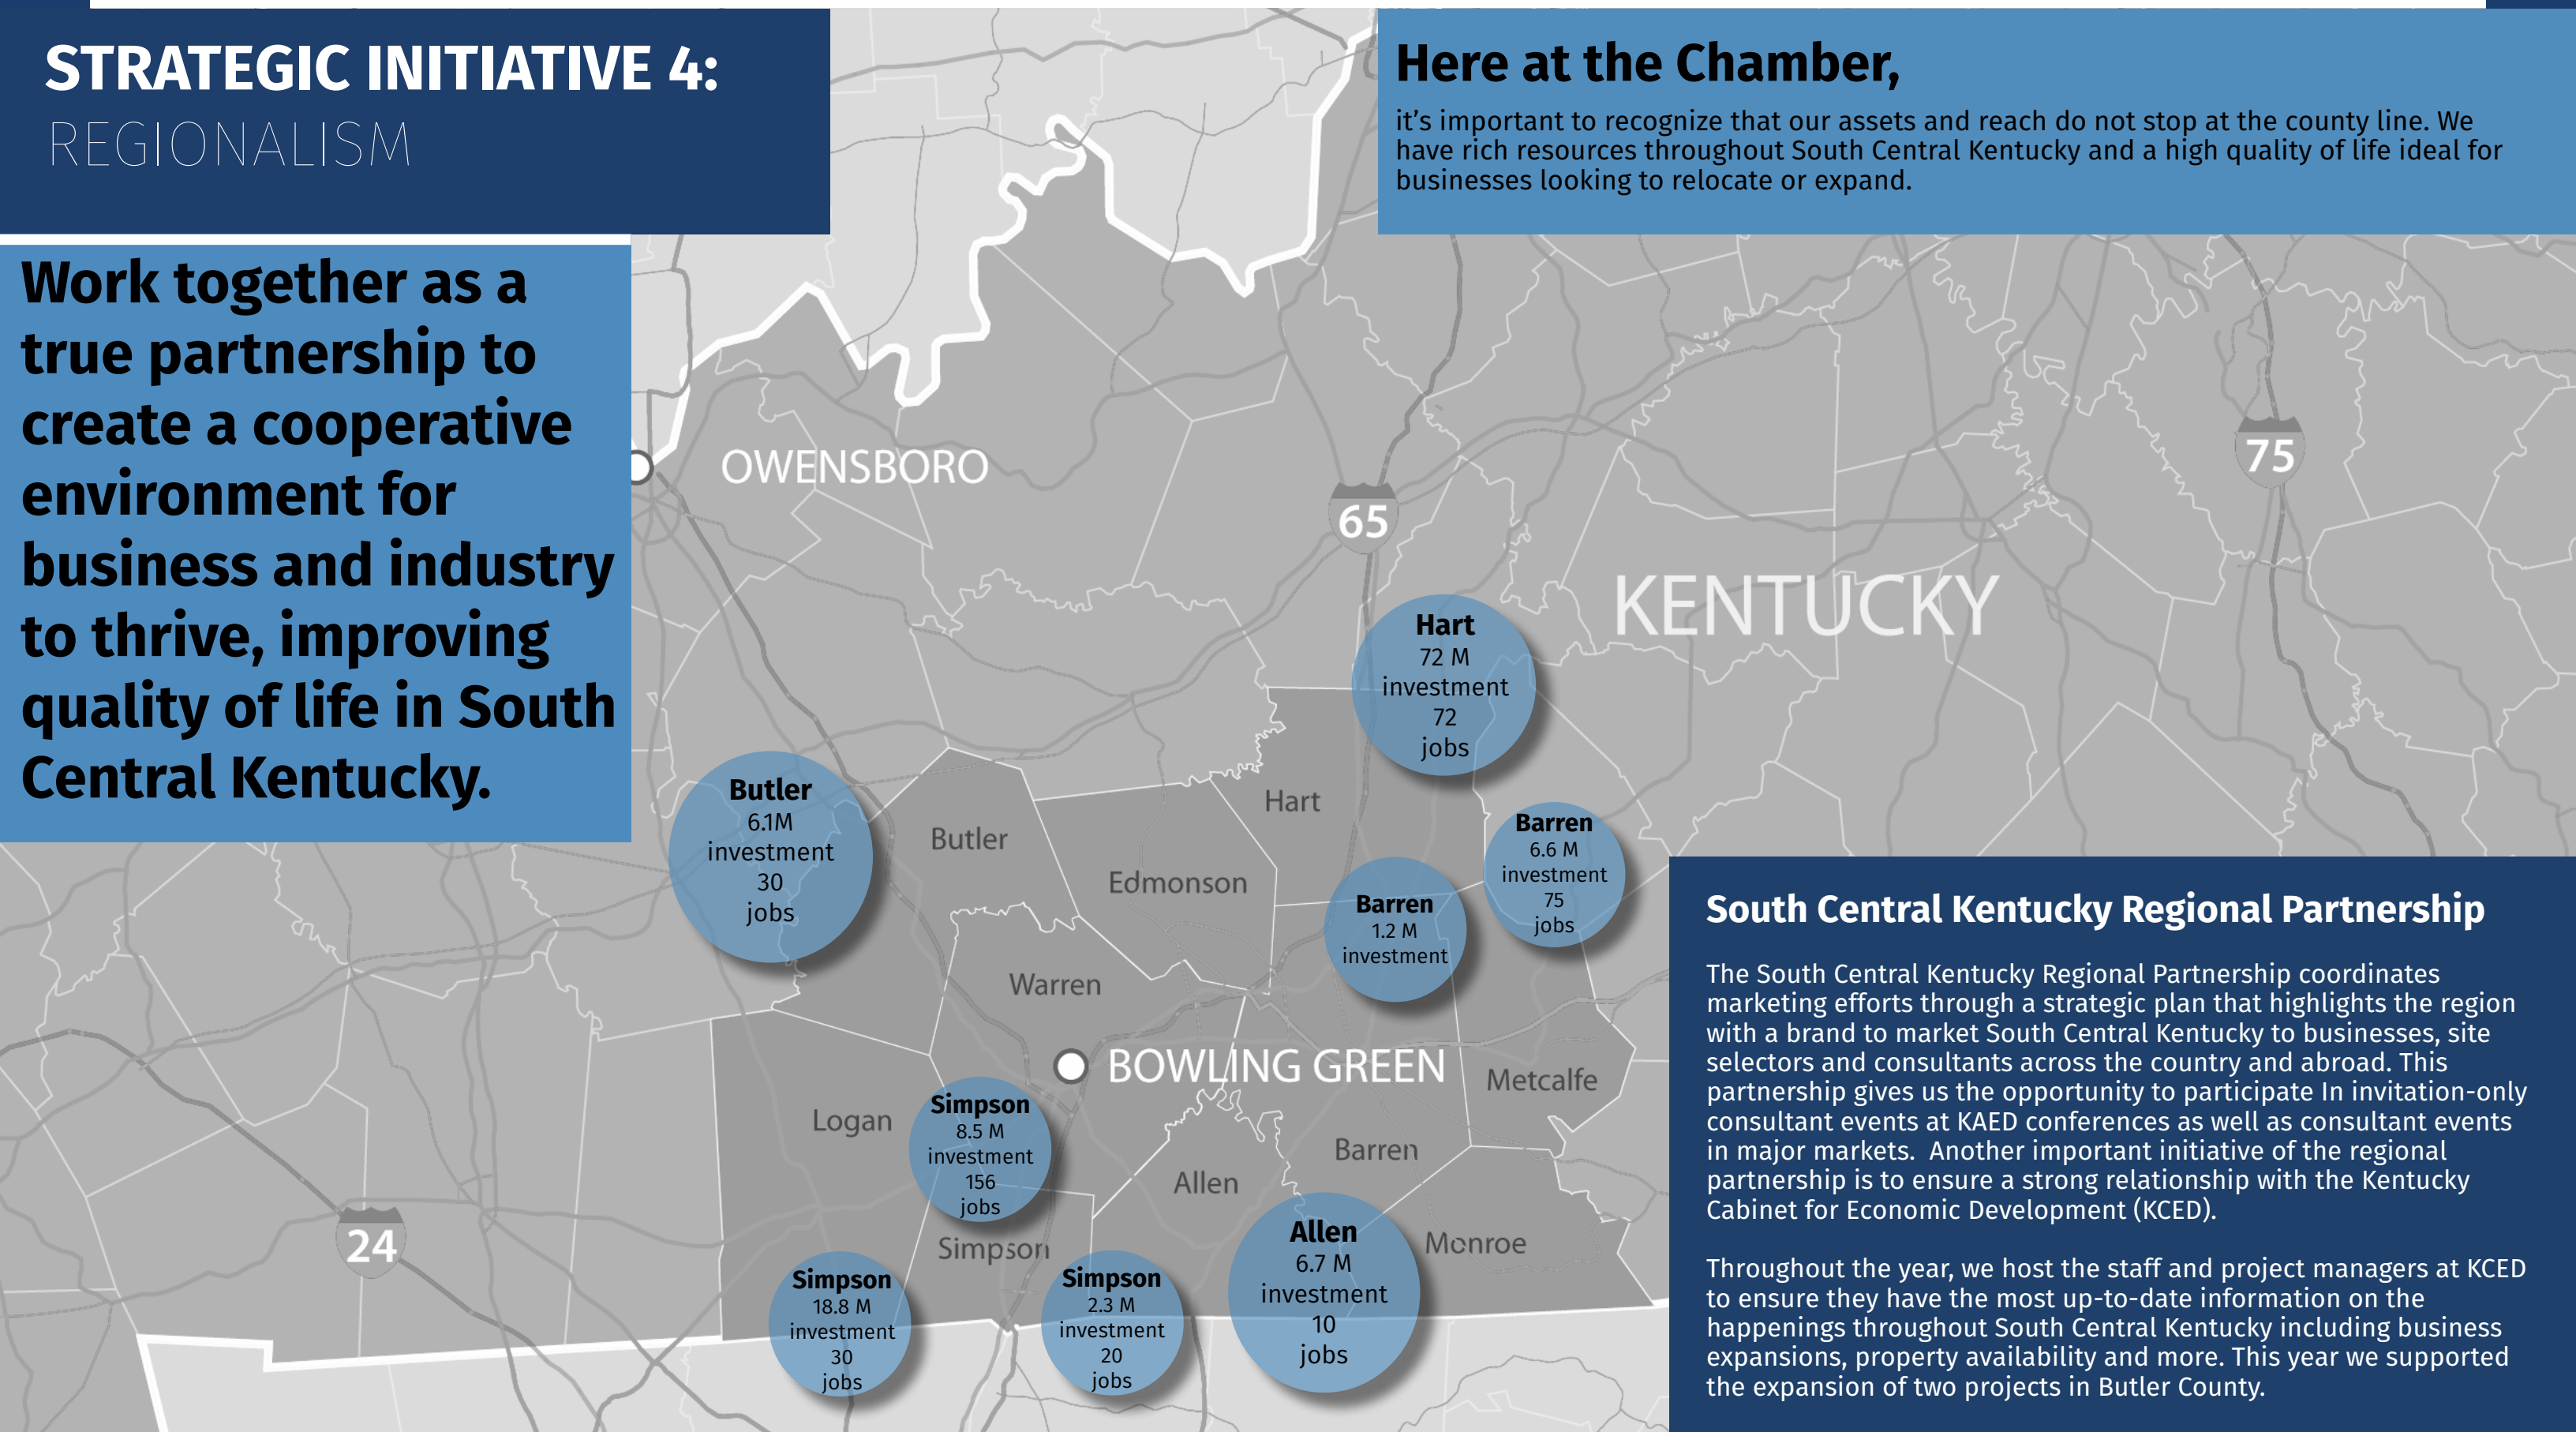 STRATEGIC INITIATIVE 4:
REGIONALISM
Here at the Chamber,
it’s important to recognize that our assets and reach do not stop at the county line. We
have rich resources throughout South Central Kentucky and a high quality of life ideal for
businesses looking to relocate or expand.
Work together as a
true partnership to
create a cooperative
environment for
business and industry
to thrive, improving
quality of life in South
Central Kentucky.
OWENSBORO
65
75
KENTUCKY
Hart
72 M
investment
72
jobs
Butler
6.1M
investment
30
jobs
Butler
Hart
Edmonson
Barren
6.6 M
investment
75
jobs
Barren
1.2 M
investment
Warren
BOWLING GREEN
Metcalfe
Logan
Simpson
8.5 M
investment
156
jobs
Barren
Allen
Simpson
Monroe
24
Simpson
18.8 M
investment
30
jobs
Simpson
2.3 M
investment
20
jobs
Allen
6.7 M
investment
10
jobs
South Central Kentucky Regional Partnership
The South Central Kentucky Regional Partnership coordinates
marketing efforts through a strategic plan that highlights the region
with a brand to market South Central Kentucky to businesses, site
selectors and consultants across the country and abroad. This
partnership gives us the opportunity to participate In invitation-only
consultant events at KAED conferences as well as consultant events
in major markets.  Another important initiative of the regional
partnership is to ensure a strong relationship with the Kentucky
Cabinet for Economic Development (KCED).
Throughout the year, we host the staff and project managers at KCED
to ensure they have the most up-to-date information on the
happenings throughout South Central Kentucky including business
expansions, property availability and more. This year we supported
the expansion of two projects in Butler County.